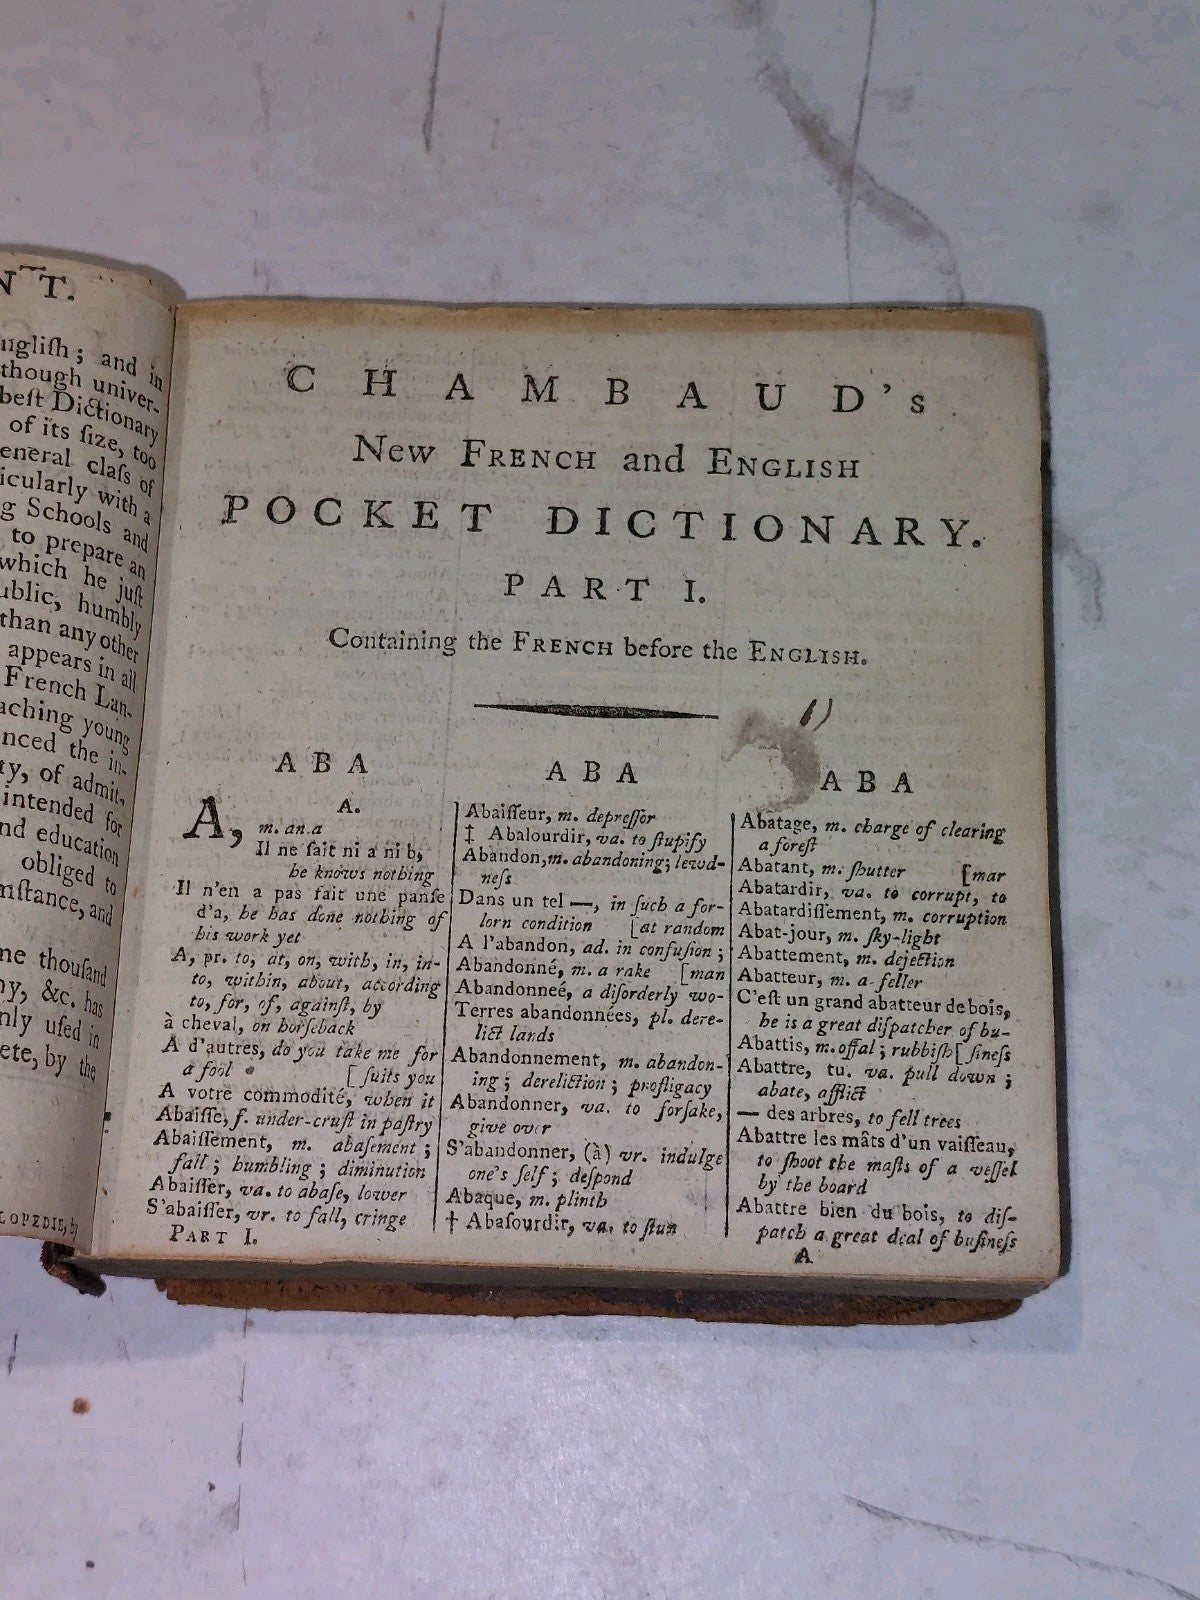 N T.
ngliſh; and in
though univer-
beſt Dictionary
of its ſize, too
eneral claſs of
icularly with a
g Schools and
to prepare an
which he juſt
ublic, humbly
than any other
appears in all
French Lan-
aching young
nced the in-
ty, of admit-
intended for
nd education
obliged to
mſtance, and
me thouſand
ny, &c. has
nly uſed in
ete, by the
LOPEDIE, by
CHAMBAUD's
New FRENCH and ENGLISH
POCKET DICTIONARY.
PART I.
Containing the FRENCH before the ENGLISH.
ABA
A.
A, m. an a
Il ne ſait ni a ni b,
he knows nothing
Il n'en a pas fait une panſe
d'a, he has done nothing of
his work yet
A, pr. to, at, on, with, in, in-
to, within, about, according
to, for, of, againſt, by
à cheval, on horſeback
A d'autres, do you take me for
a fool [ſuits you
A votre commodité, when it
Abaiſſe, f. under-cruſt in paſtry
Abaiſſement, m. abaſement;
fall; humbling; diminution
Abaiſſer, va. to abaſe, lower
S'abaiſſer, vr. to fall, cringe
PART I.
ABA
Abaiſſeur, m. depreſſor
‡ Abalourdir, va. to ſtupify
Abandon, m. abandoning; lewd-
neſs
Dans un tel —, in ſuch a for-
lorn condition [at random
A l'abandon, ad. in confuſion;
Abandonné, m. a rake [man
Abandonneé, a diſorderly wo-
Terres abandonnées, pl. dere-
lict lands
Abandonnement, m. abandon-
ing; dereliction; profligacy
Abandonner, va. to forſake,
give over
S'abandonner, (à) vr. indulge
one's ſelf; deſpond
Abaque, m. plinth
† Abaſourdir, va. to ſtun
ABA
Abatage, m. charge of clearing
a foreſt
Abatant, m. ſhutter [mar
Abatardir, va. to corrupt, to
Abatardiſſement, m. corruption
Abat-jour, m. ſky-light
Abattement, m. dejection
Abatteur, m. a feller
C'eſt un grand abatteur de bois,
he is a great diſpatcher of bu-
Abattis, m. offal; rubbiſh [ſineſs
Abattre, tu. va. pull down;
abate, afflict
— des arbres, to fell trees
Abattre les mâts d'un vaiſſeau,
to ſhoot the maſts of a veſſel
by the board
Abattre bien du bois, to diſ-
patch a great deal of buſineſs
A